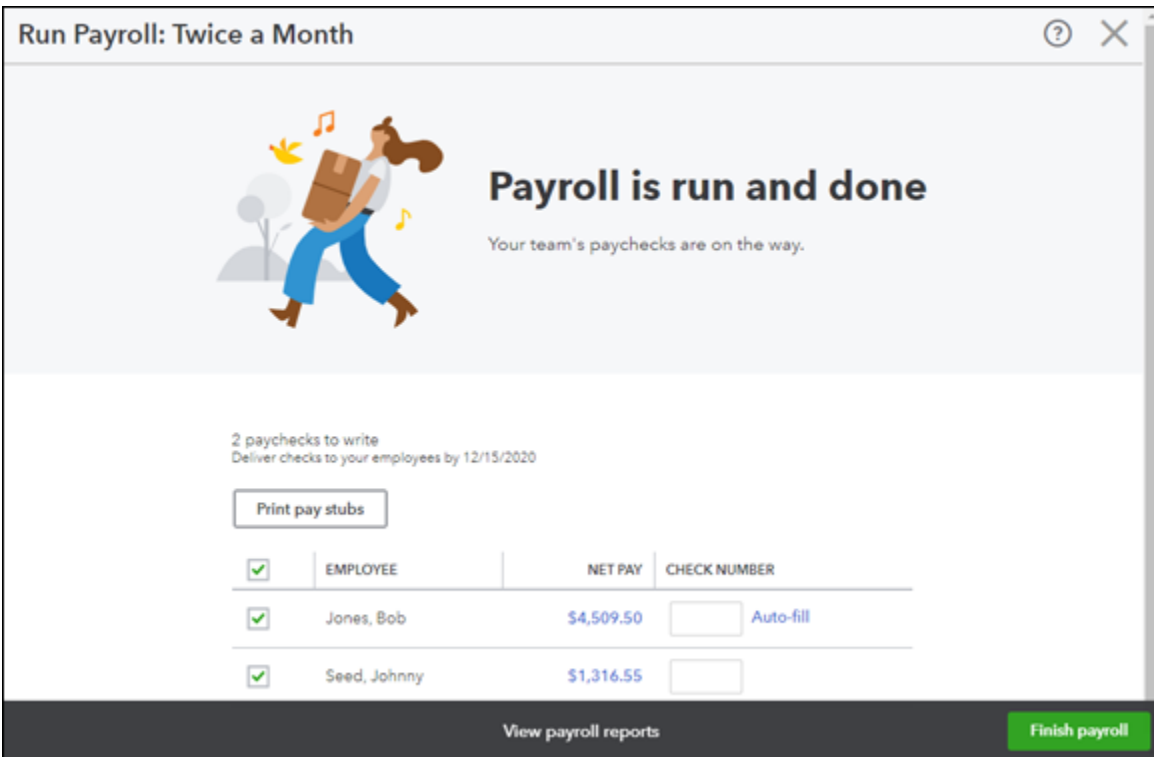 Run Payroll: Twice a Month
Payroll is run and done
Your team's paychecks are on the way.
2 paychecks to write
Deliver checks to your employees by 12/15/2020
Print pay stubs
EMPLOYEE NET PAY CHECK NUMBER
Jones, Bob $4,509.50 Auto-fill
Seed, Johnny $1,316.55
View payroll reports Finish payroll